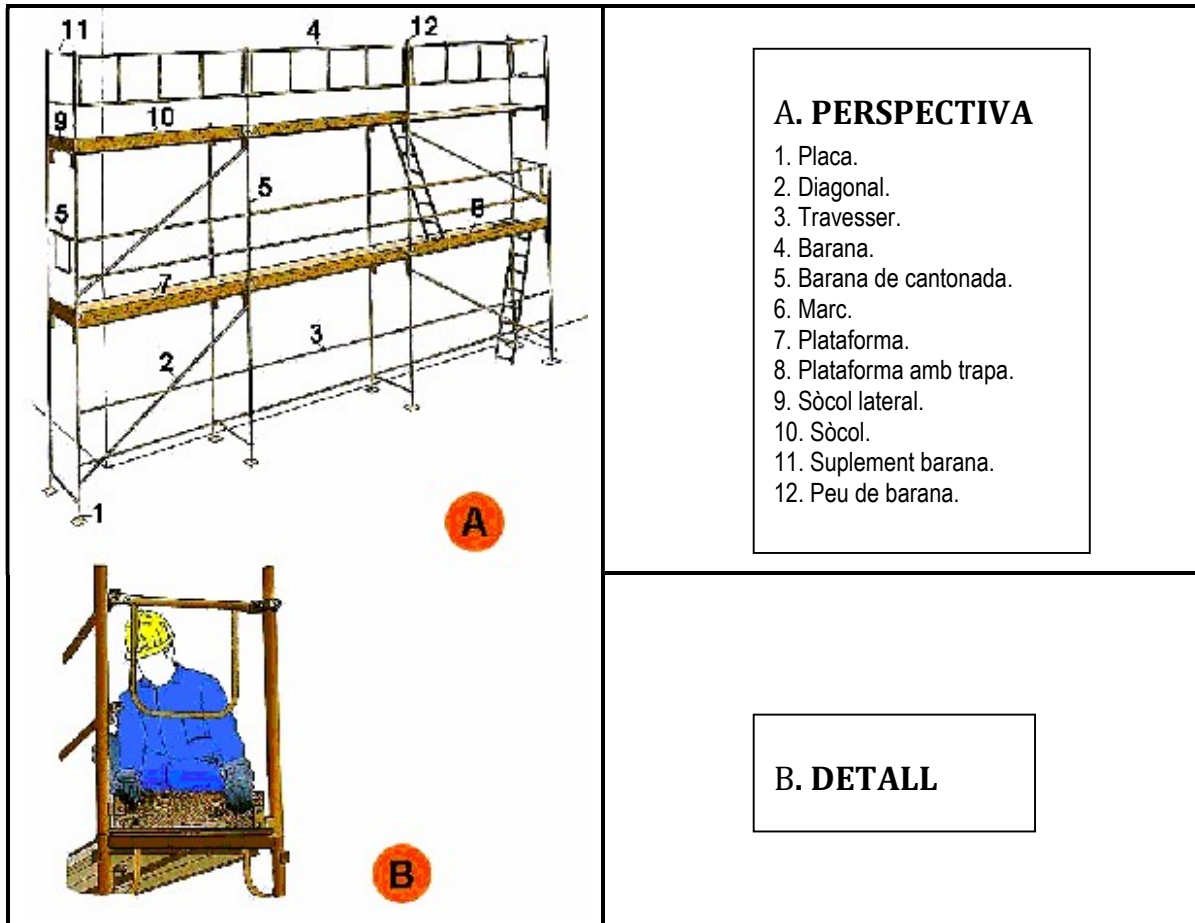 11
4
12
9
10
5
5
8
7
3
2
1
A
A. PERSPECTIVA
1. Placa.
2. Diagonal.
3. Travesser.
4. Barana.
5. Barana de cantonada.
6. Marc.
7. Plataforma.
8. Plataforma amb trapa.
9. Sòcol lateral.
10. Sòcol.
11. Suplement barana.
12. Peu de barana.
B
B. DETALL